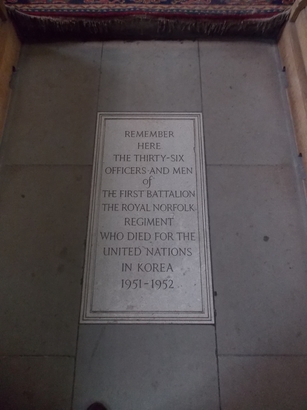 REMEMBER
HERE
THE THIRTY-SIX
OFFICERS AND MEN
of
THE FIRST BATTALION
THE ROYAL NORFOLK
REGIMENT
WHO DIED FOR THE
UNITED NATIONS
IN KOREA
1951-1952